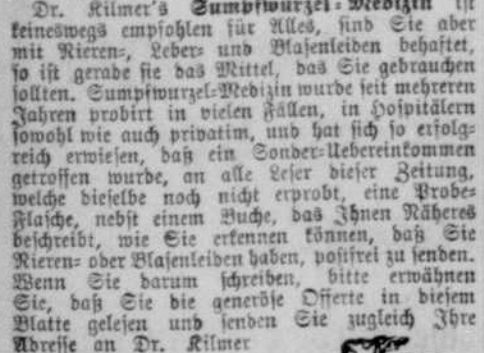 Dr. Kilmer's Sumpfwurzel-Medizin ist
keineswegs empfohlen für Alles, sind Sie aber
mit Nieren-, Leber- und Blasenleiden behaftet,
so ist gerade sie das Mittel, das Sie gebrauchen
sollten. Sumpfwurzel-Medizin wurde seit mehreren
Jahren probirt in vielen Fällen, in Hospitälern
sowohl wie auch privatim, und hat sich so erfolg-
reich erwiesen, daß ein Sonder-Uebereinkommen
getroffen wurde, an alle Leser dieser Zeitung,
welche dieselbe noch nicht erprobt, eine Probe-
Flasche, nebst einem Buche, das Ihnen Näheres
beschreibt, wie Sie erkennen können, daß Sie
Nieren- oder Blasenleiden haben, postfrei zu senden.
Wenn Sie darum schreiben, bitte erwähnen
Sie, daß Sie die generöse Offerte in diesem
Blatte gelesen und senden Sie zugleich Ihre
Adresse an Dr. Kilmer